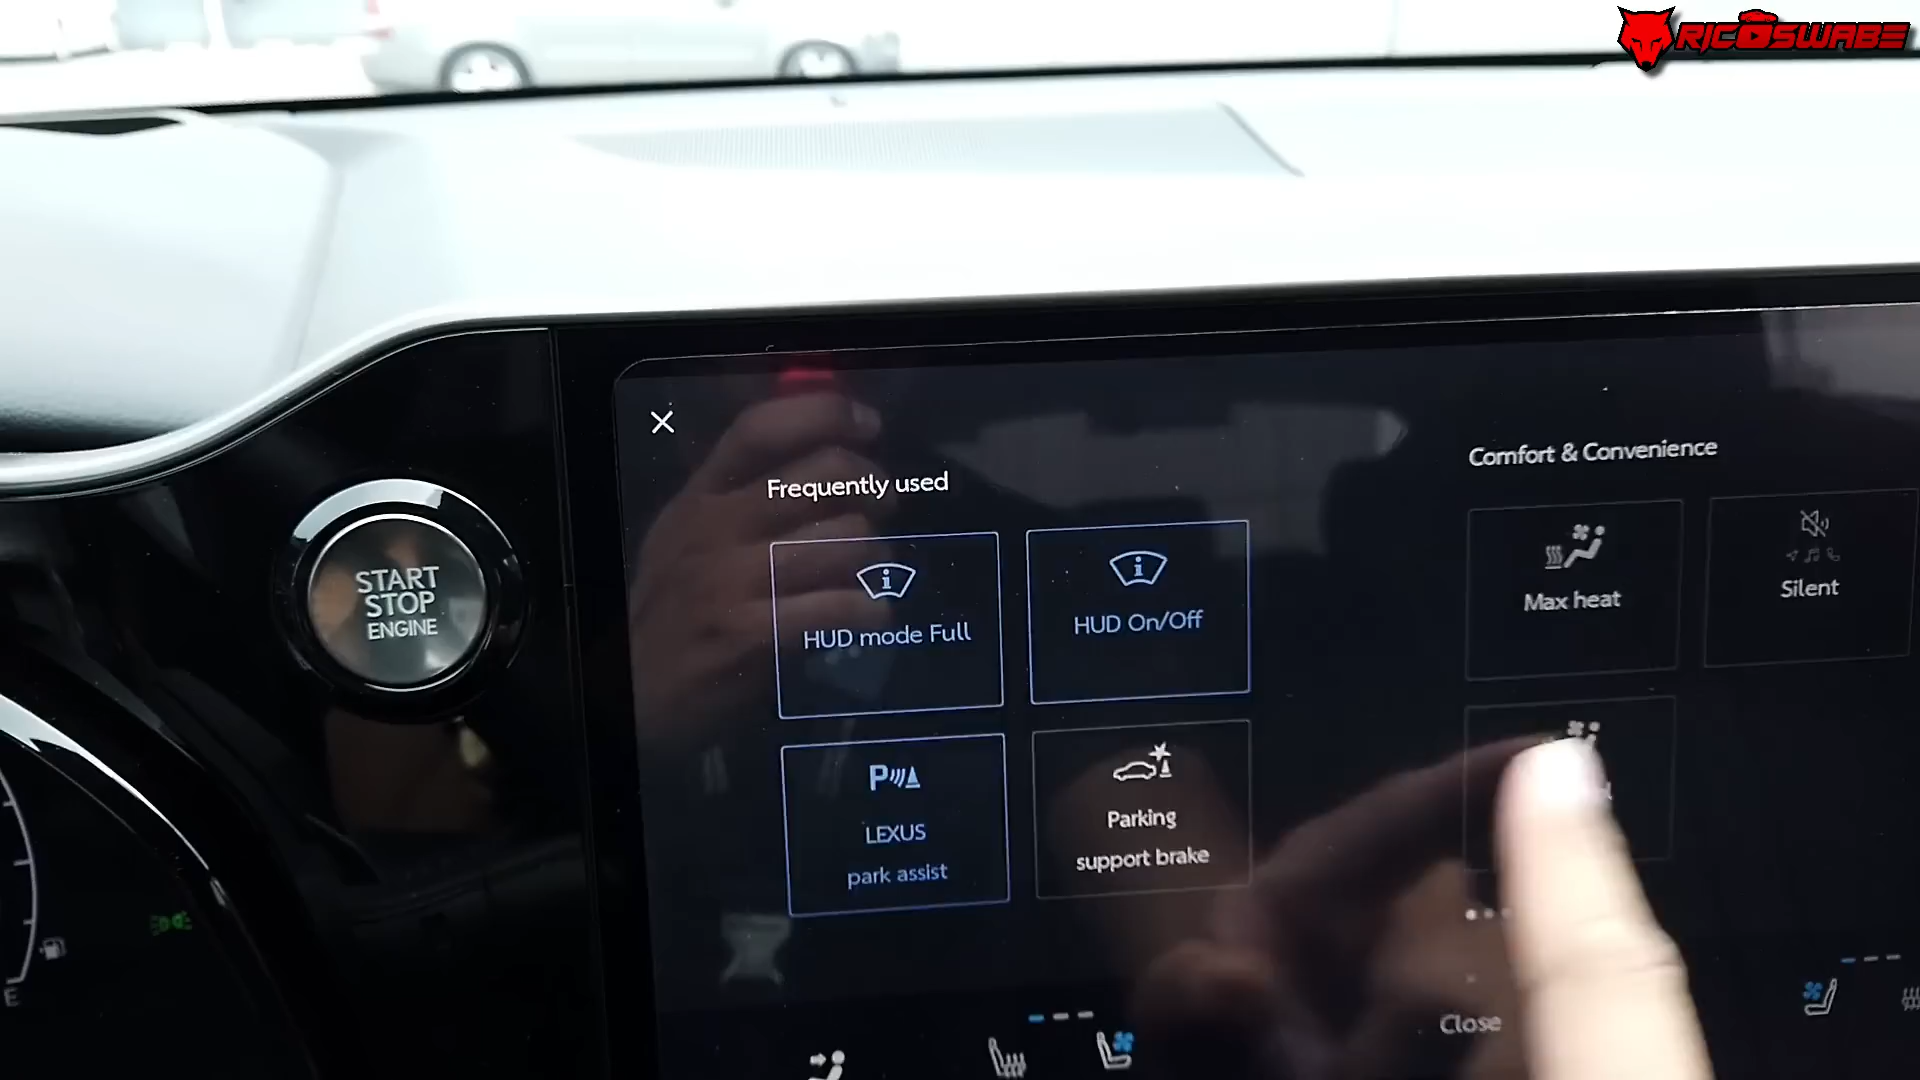 RICOSWABE
Frequently used
Comfort & Convenience
START
STOP
ENGINE
HUD mode Full
HUD On/Off
Max heat
Silent
P
LEXUS
park assist
Parking
support brake
E
Close